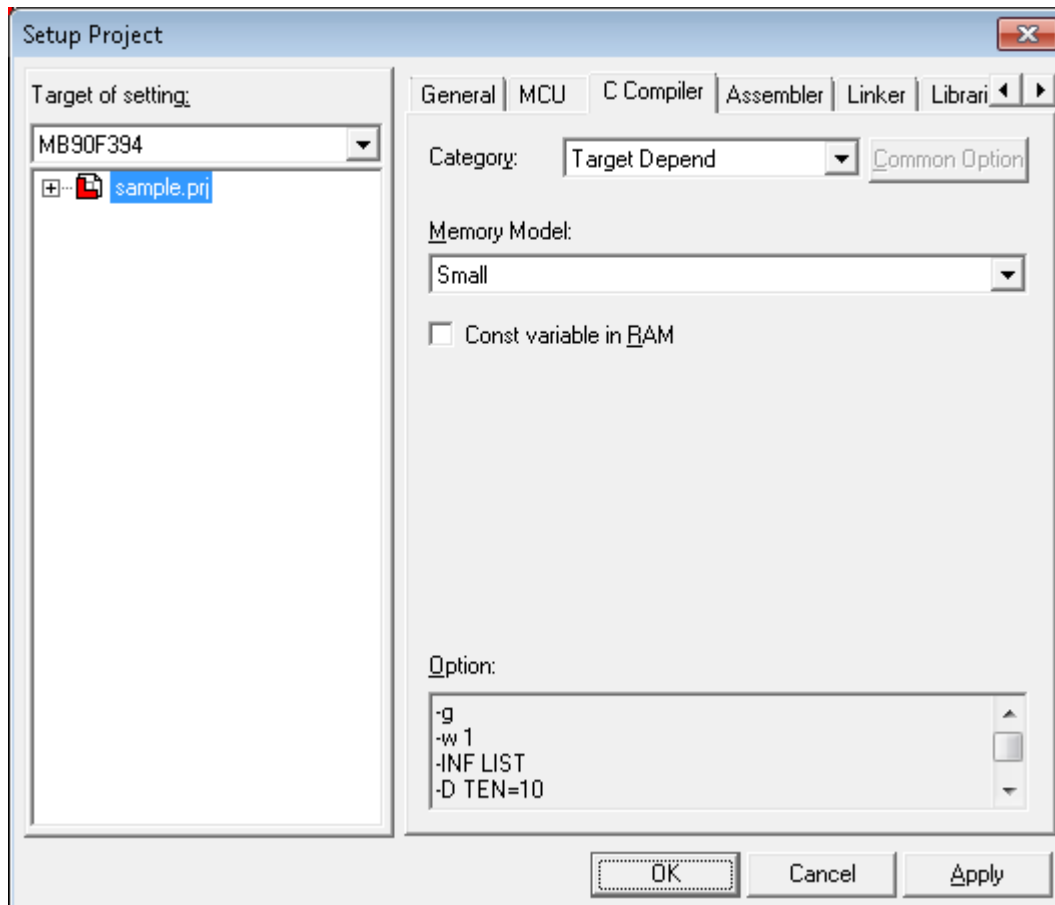 Setup Project
Target of setting:
MB90F394
sample.prj
General MCU C Compiler Assembler Linker Librari
Category: Target Depend Common Option
Memory Model:
Small
Const variable in RAM
Option:
-g
-w 1
-INF LIST
-D TEN=10
OK Cancel Apply